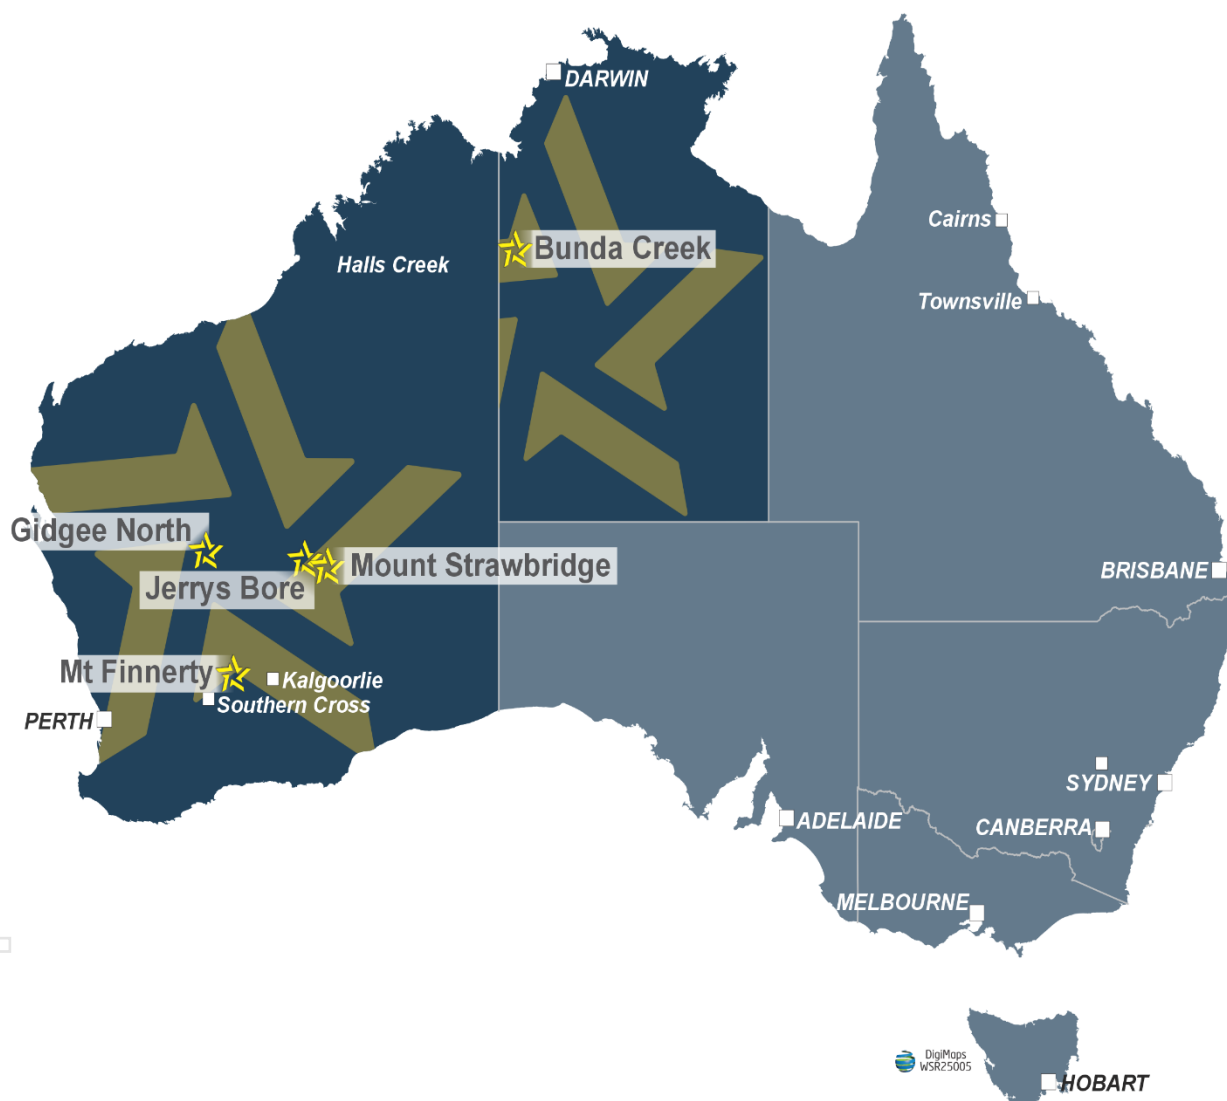 DARWIN
Cairns
Bunda Creek
Halls Creek
Townsville
Gidgee North
Mount Strawbridge
Jerrys Bore
BRISBANE
Mt Finnerty
Kalgoorlie
Southern Cross
PERTH
SYDNEY
ADELAIDE
CANBERRA
MELBOURNE
DigiMaps
WSR25005
HOBART